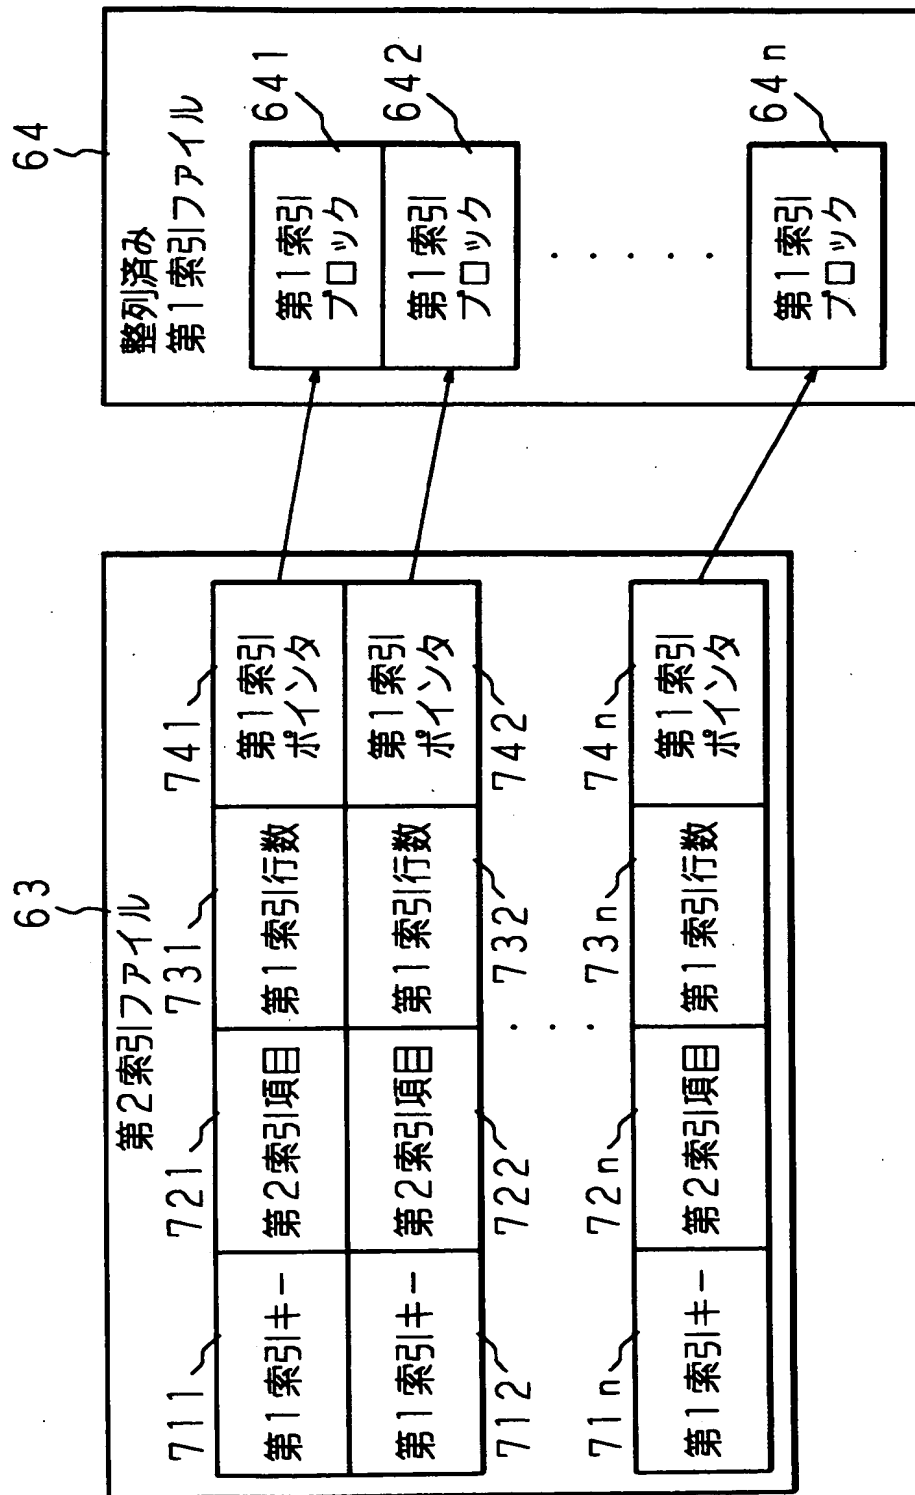 63
第2索引ファイル
711
721
731
741
第1索引キー
第2索引項目
第1索引行数
第1索引
ポインタ
第1索引キー
第2索引項目
第1索引行数
第1索引
ポインタ
712
722
732
742
71n
72n
73n
74n
第1索引キー
第2索引項目
第1索引行数
第1索引
ポインタ
64
整列済み
第1索引ファイル
第1索引
ブロック
641
第1索引
ブロック
642
第1索引
ブロック
64n